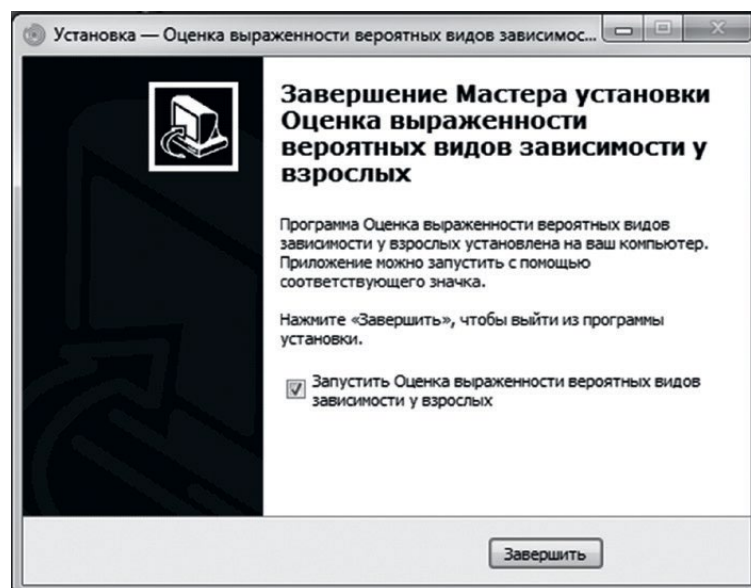 Установка — Оценка выраженности вероятных видов зависимос...
Завершение Мастера установки
Оценка выраженности
вероятных видов зависимости у
взрослых
Программа Оценка выраженности вероятных видов
зависимости у взрослых установлена на ваш компьютер.
Приложение можно запустить с помощью
соответствующего значка.
Нажмите «Завершить», чтобы выйти из программы
установки.
Запустить Оценка выраженности вероятных видов
зависимости у взрослых
Завершить